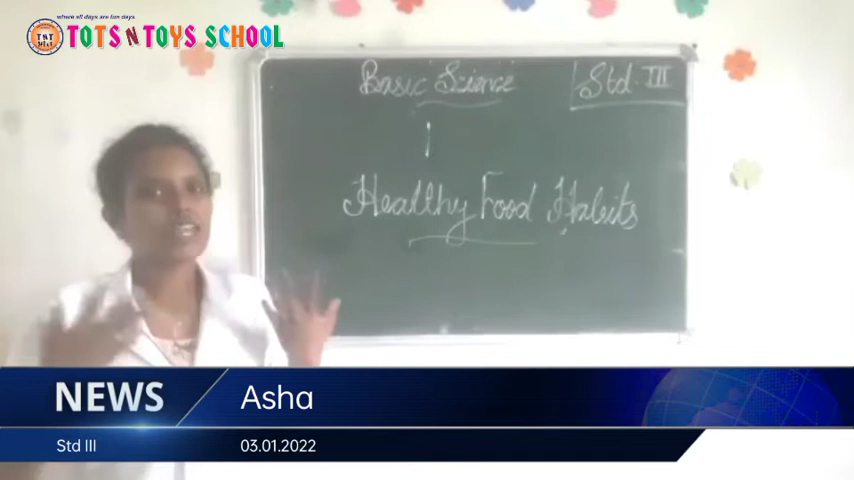 where all days are fun days
TOTS N TOYS SCHOOL
TNT
Basic Science
Std. III
Healthy Food Habits
NEWS
Asha
Std III
03.01.2022